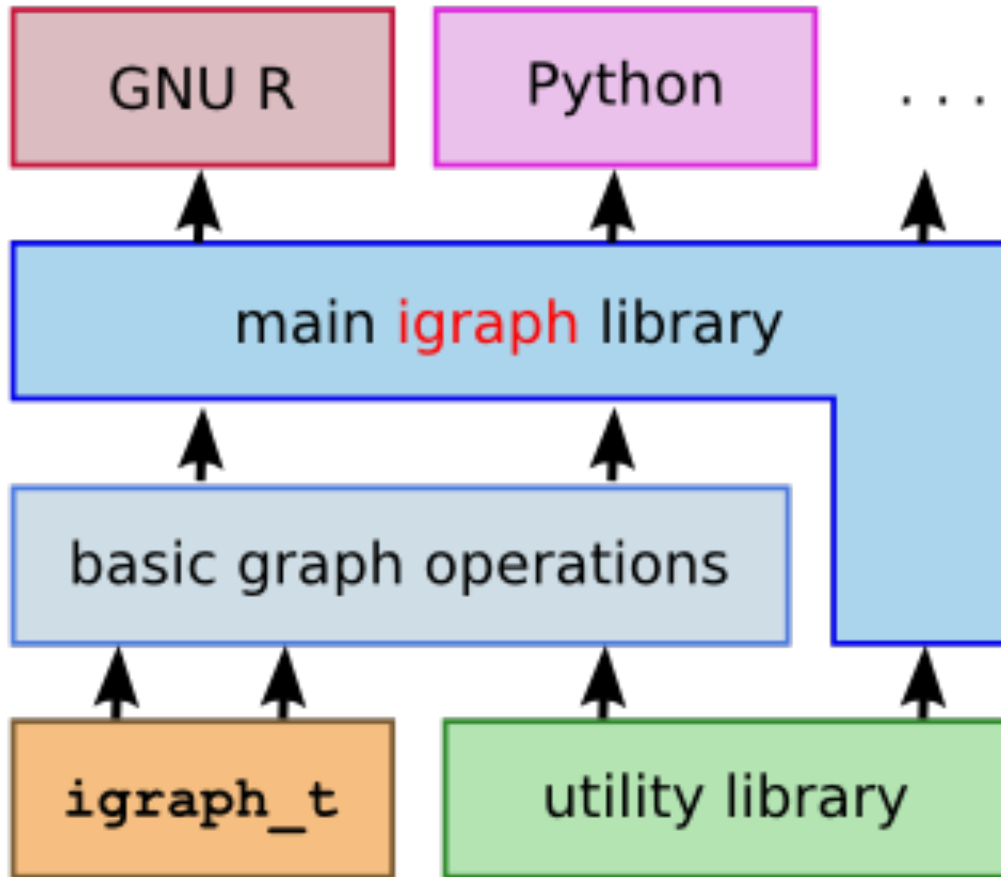 GNU R
Python
. . .
main igraph library
basic graph operations
igraph_t
utility library